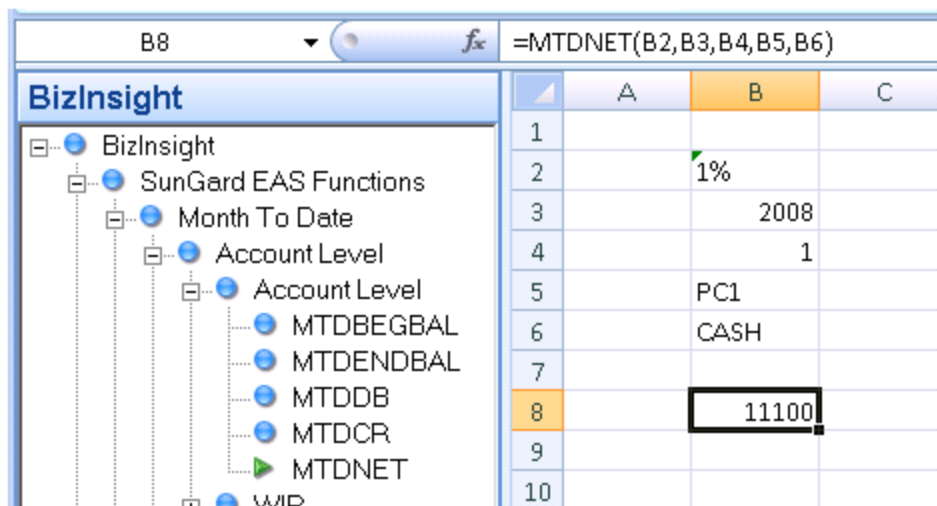 B8 fx =MTDNET(B2,B3,B4,B5,B6)
BizInsight
BizInsight
SunGard EAS Functions
Month To Date
Account Level
Account Level
MTDBEGBAL
MTDENDBAL
MTDDB
MTDCR
MTDNET
WIP
A B C
1
2 1%
3 2008
4 1
5 PC1
6 CASH
7
8 11100
9
10